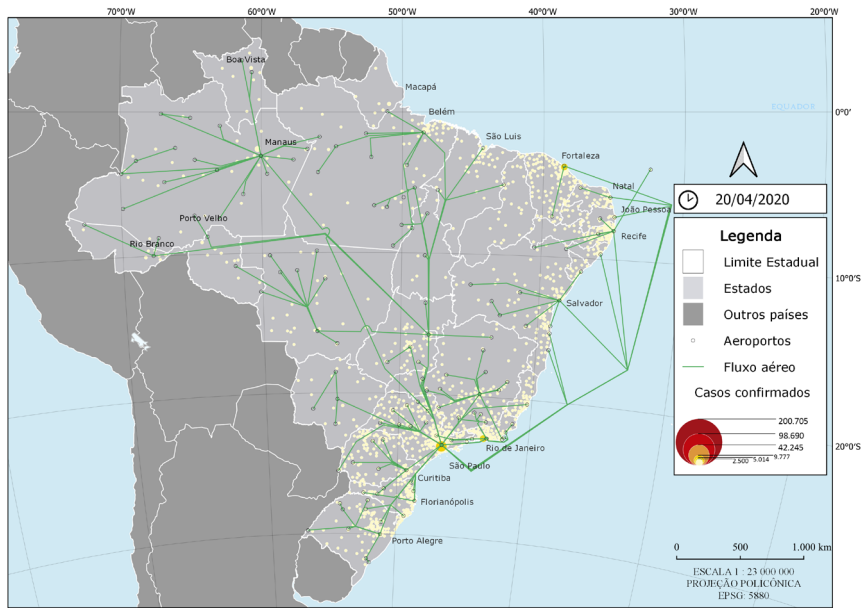 70°0'W 60°0'W 50°0'W 40°0'W 30°0'W 20°0'W
Boa Vista
Macapá
EQUADOR
0°0'
Belém
São Luis
Manaus
Fortaleza
Natal
20/04/2020
João Pessoa
Porto Velho
Recife
Rio Branco
Legenda
Limite Estadual
10°0'S
Estados
Salvador
Outros países
Aeroportos
Fluxo aéreo
Casos confirmados
200.705
98.690
42.245
9.777
5.014
2.500
20°0'S
Rio de Janeiro
São Paulo
Curitiba
Florianópolis
Porto Alegre
0 500 1.000 km
ESCALA 1 : 23 000 000
PROJEÇÃO POLICÔNICA
EPSG: 5880